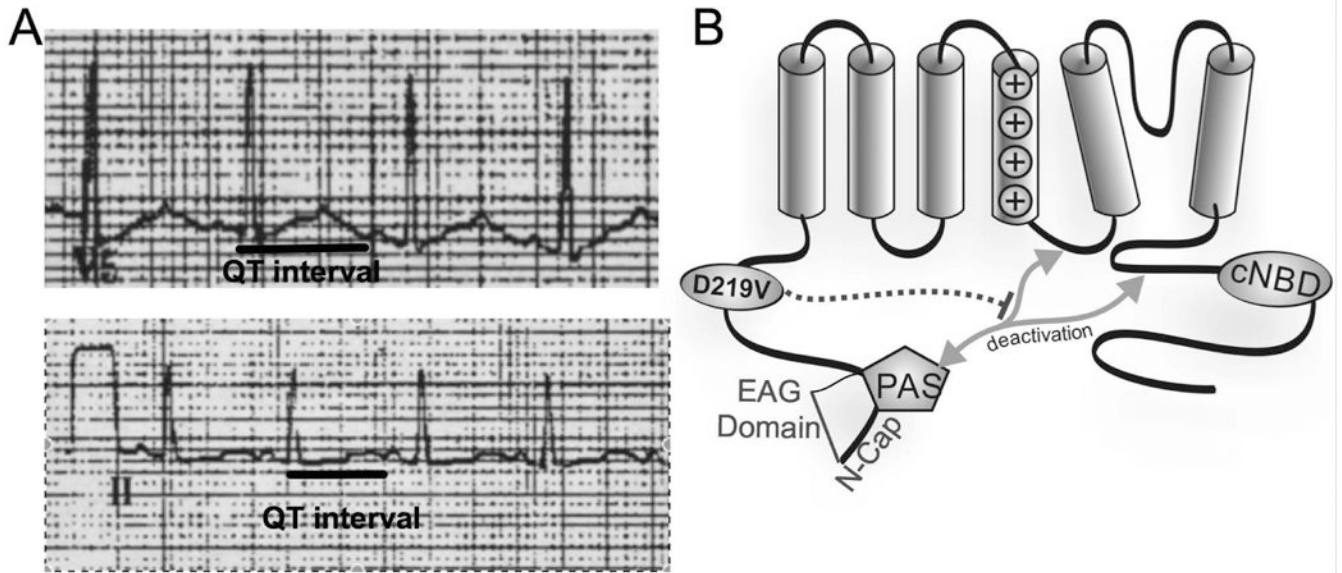 A
V5
QT interval
II
QT interval
B
+
+
+
+
D219V
cNBD
deactivation
PAS
EAG
Domain
N-Cap